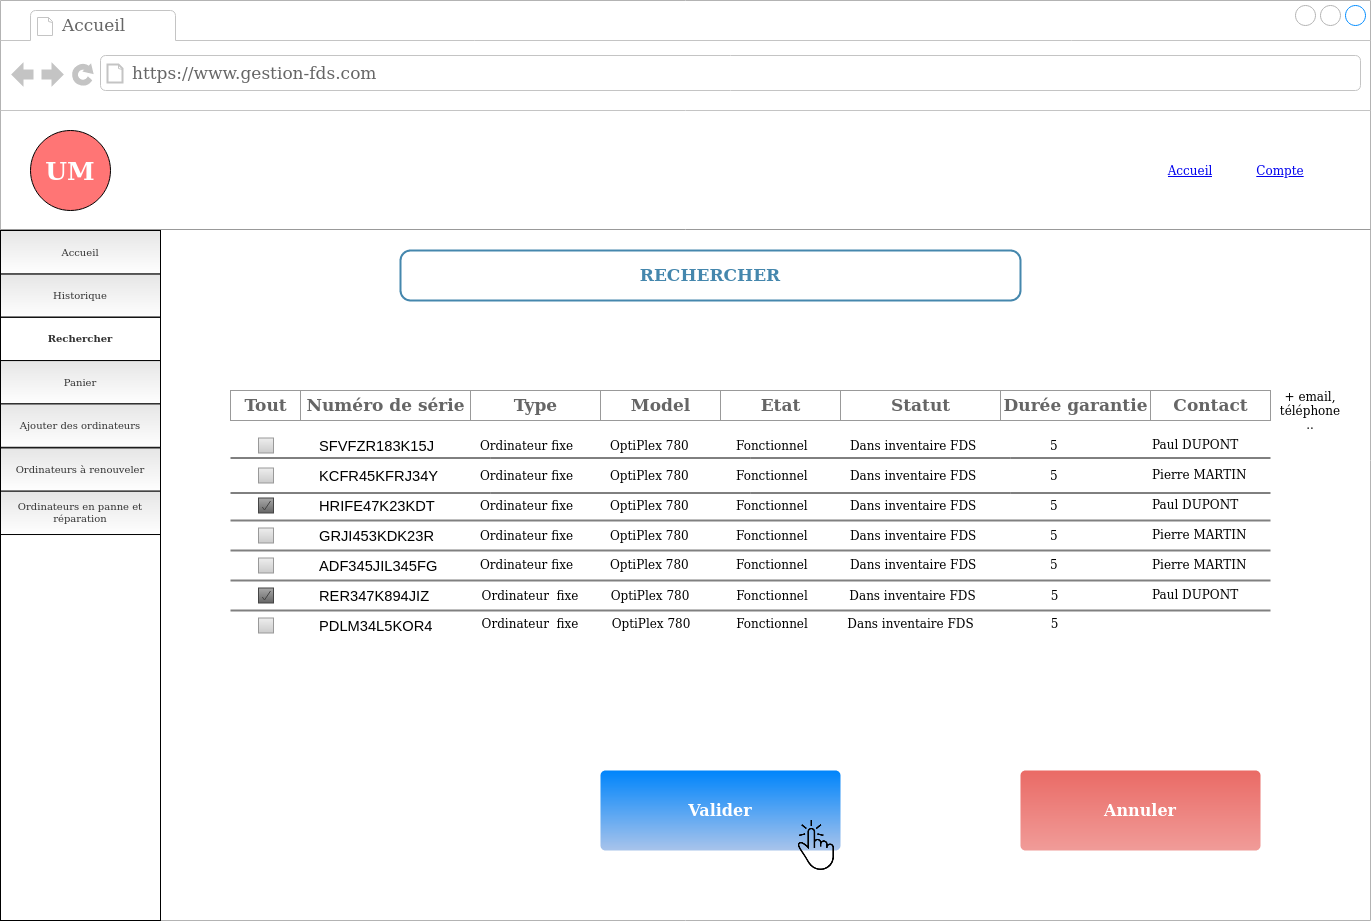 Accueil
https://www.gestion-fds.com
UM
Accueil Compte
Accueil
Historique
Rechercher
Panier
Ajouter des ordinateurs
Ordinateurs à renouveler
Ordinateurs en panne et
réparation
RECHERCHER
Tout Numéro de série Type Model Etat Statut Durée garantie Contact
+ email,
téléphone
..
SFVFZR183K15J Ordinateur fixe OptiPlex 780 Fonctionnel Dans inventaire FDS 5 Paul DUPONT
KCFR45KFRJ34Y Ordinateur fixe OptiPlex 780 Fonctionnel Dans inventaire FDS 5 Pierre MARTIN
HRIFE47K23KDT Ordinateur fixe OptiPlex 780 Fonctionnel Dans inventaire FDS 5 Paul DUPONT
GRJI453KDK23R Ordinateur fixe OptiPlex 780 Fonctionnel Dans inventaire FDS 5 Pierre MARTIN
ADF345JIL345FG Ordinateur fixe OptiPlex 780 Fonctionnel Dans inventaire FDS 5 Pierre MARTIN
RER347K894JIZ Ordinateur fixe OptiPlex 780 Fonctionnel Dans inventaire FDS 5 Paul DUPONT
PDLM34L5KOR4 Ordinateur fixe OptiPlex 780 Fonctionnel Dans inventaire FDS 5
Valider Annuler